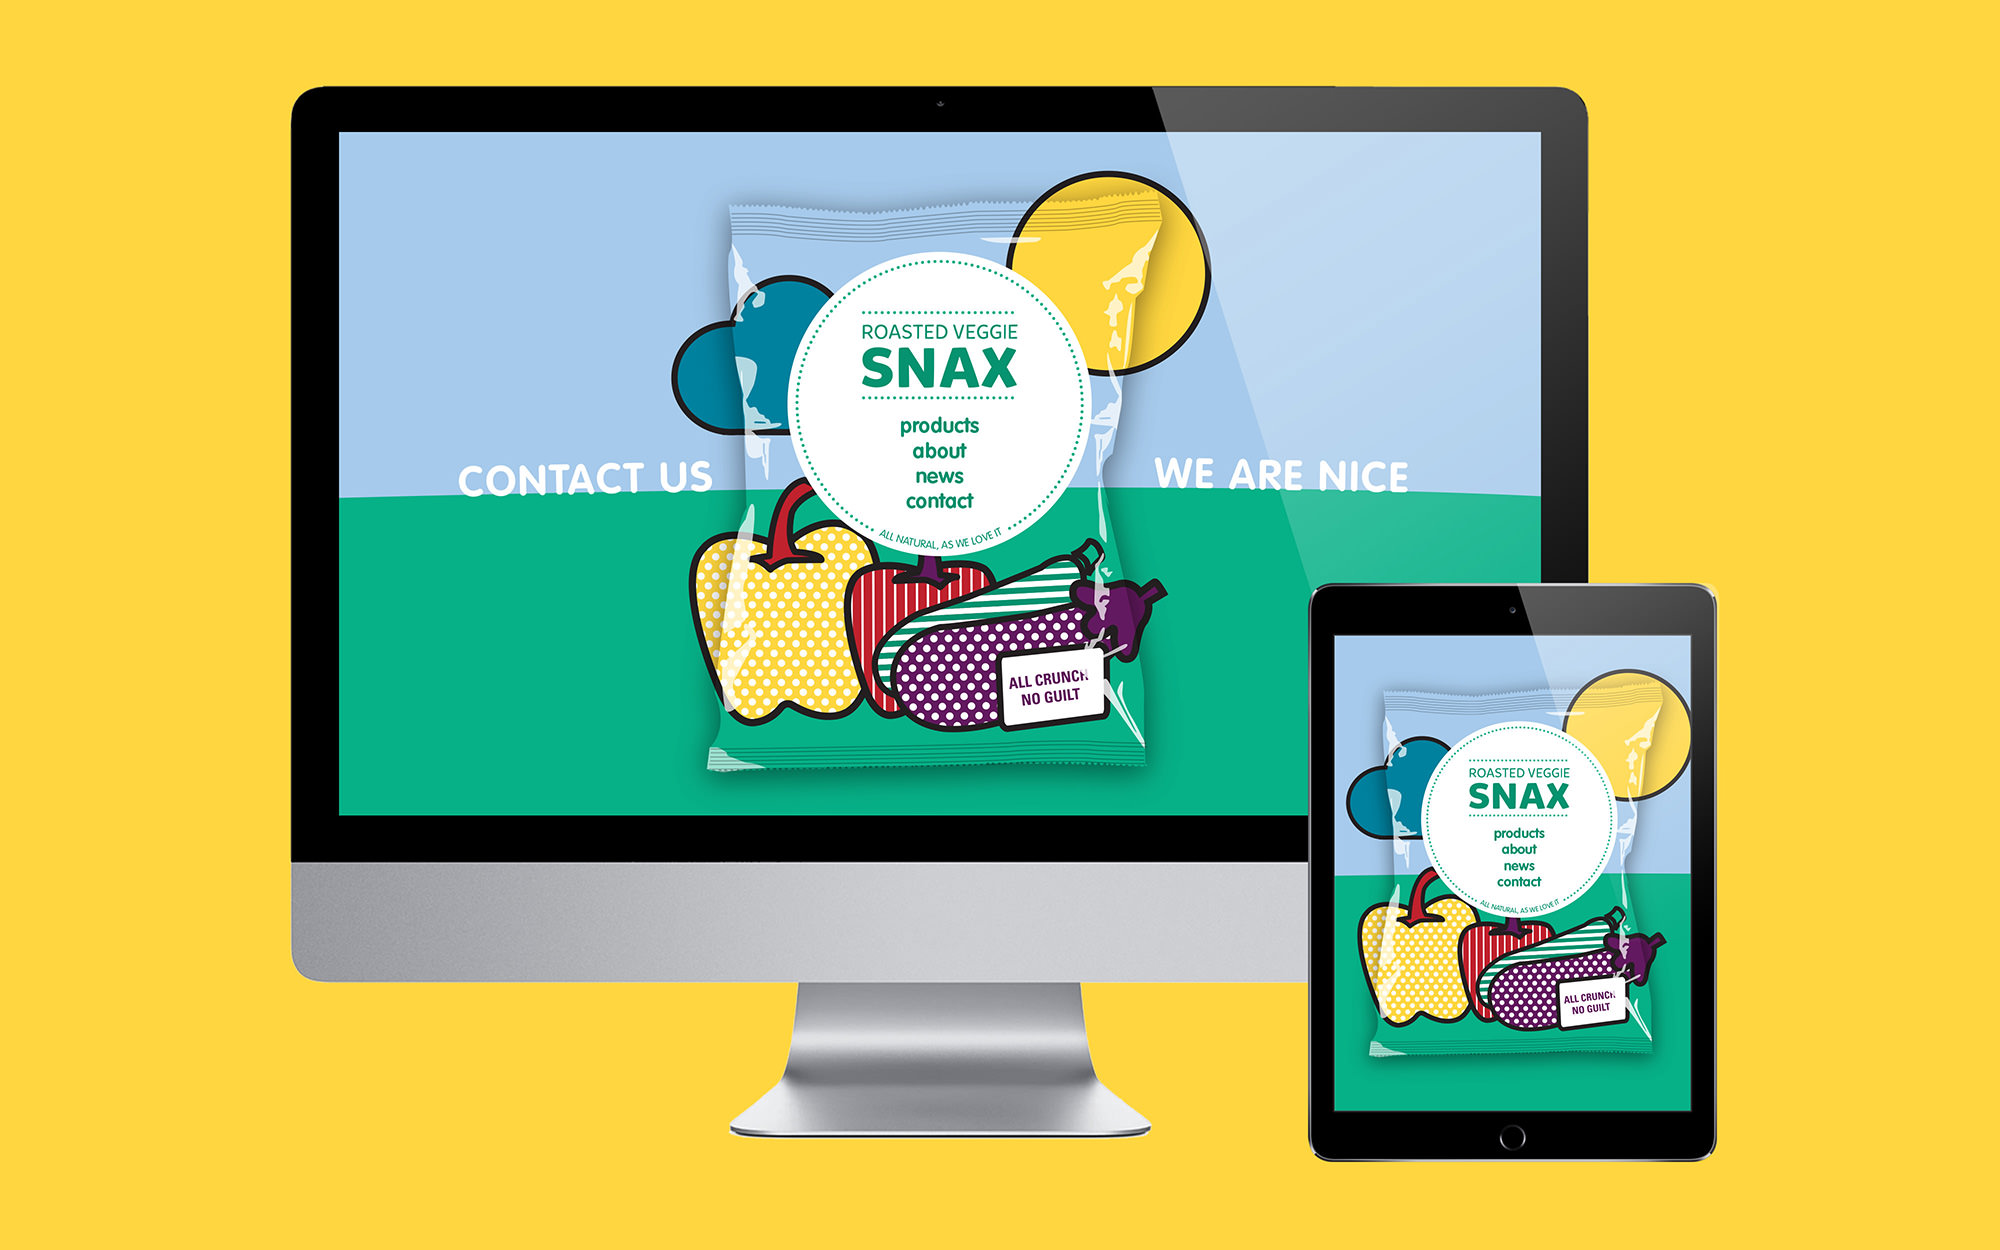 CONTACT US
WE ARE NICE
ROASTED VEGGIE
SNAX
products
about
news
contact
ALL NATURAL, AS WE LOVE IT
ALL CRUNCH
NO GUILT
ROASTED VEGGIE
SNAX
products
about
news
contact
ALL NATURAL, AS WE LOVE IT
ALL CRUNCH
NO GUILT